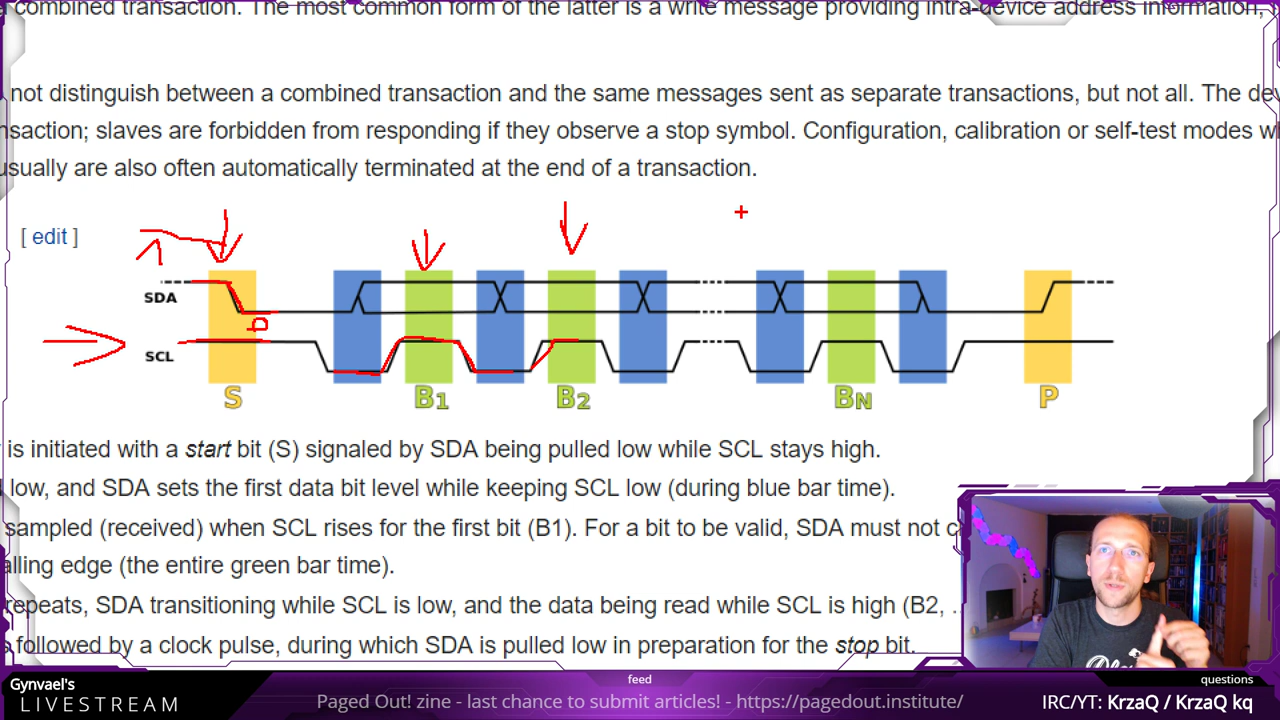 combined transaction. The most common form of the latter is a write message providing intra-device address information,
not distinguish between a combined transaction and the same messages sent as separate transactions, but not all. The dev
nsaction; slaves are forbidden from responding if they observe a stop symbol. Configuration, calibration or self-test modes w
usually are also often automatically terminated at the end of a transaction.
[ edit ]
SDA
SCL
S B1 B2 BN P
is initiated with a start bit (S) signaled by SDA being pulled low while SCL stays high.
low, and SDA sets the first data bit level while keeping SCL low (during blue bar time).
sampled (received) when SCL rises for the first bit (B1). For a bit to be valid, SDA must not c
alling edge (the entire green bar time).
repeats, SDA transitioning while SCL is low, and the data being read while SCL is high (B2, ..
followed by a clock pulse, during which SDA is pulled low in preparation for the stop bit.
Gynvael's
LIVESTREAM
feed
Paged Out! zine - last chance to submit articles! - https://pagedout.institute/
questions
IRC/YT: KrzaQ / KrzaQ kq